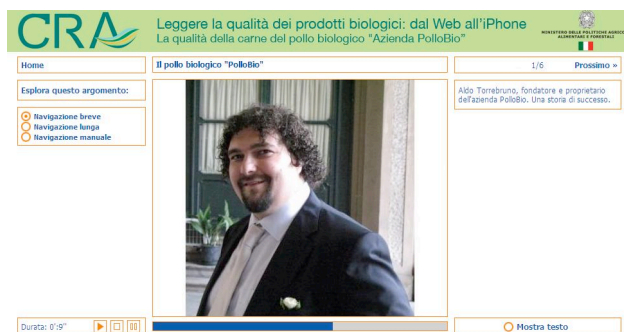 CRA
Leggere la qualità dei prodotti biologici: dal Web all'iPhone
La qualità della carne del pollo biologico "Azienda PolloBio"
MINISTERO DELLE POLITICHE AGRICOLE
ALIMENTARI E FORESTALI
Home
Il pollo biologico "PolloBio"
1/6
Prossimo »
Esplora questo argomento:
Navigazione breve
Navigazione lunga
Navigazione manuale
Aldo Torrebruno, fondatore e proprietario
dell'azienda PolloBio. Una storia di successo.
Durata: 0':9"
Mostra testo